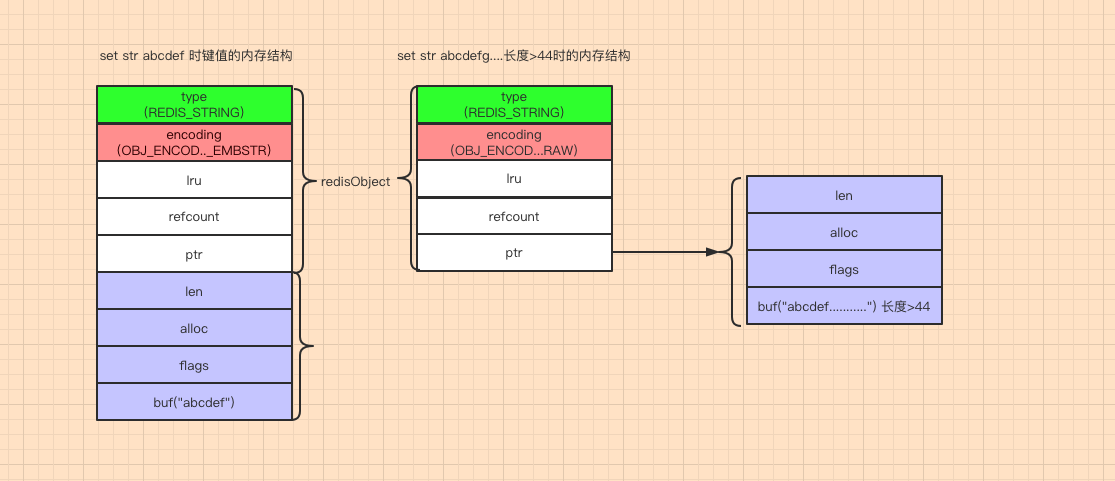 set str abcdef 时键值的内存结构
set str abcdefg....长度>44时的内存结构
type
(REDIS_STRING)
encoding
(OBJ_ENCOD.._EMBSTR)
lru
refcount
ptr
len
alloc
flags
buf("abcdef")
redisObject
type
(REDIS_STRING)
encoding
(OBJ_ENCOD...RAW)
lru
refcount
ptr
len
alloc
flags
buf("abcdef...........") 长度>44